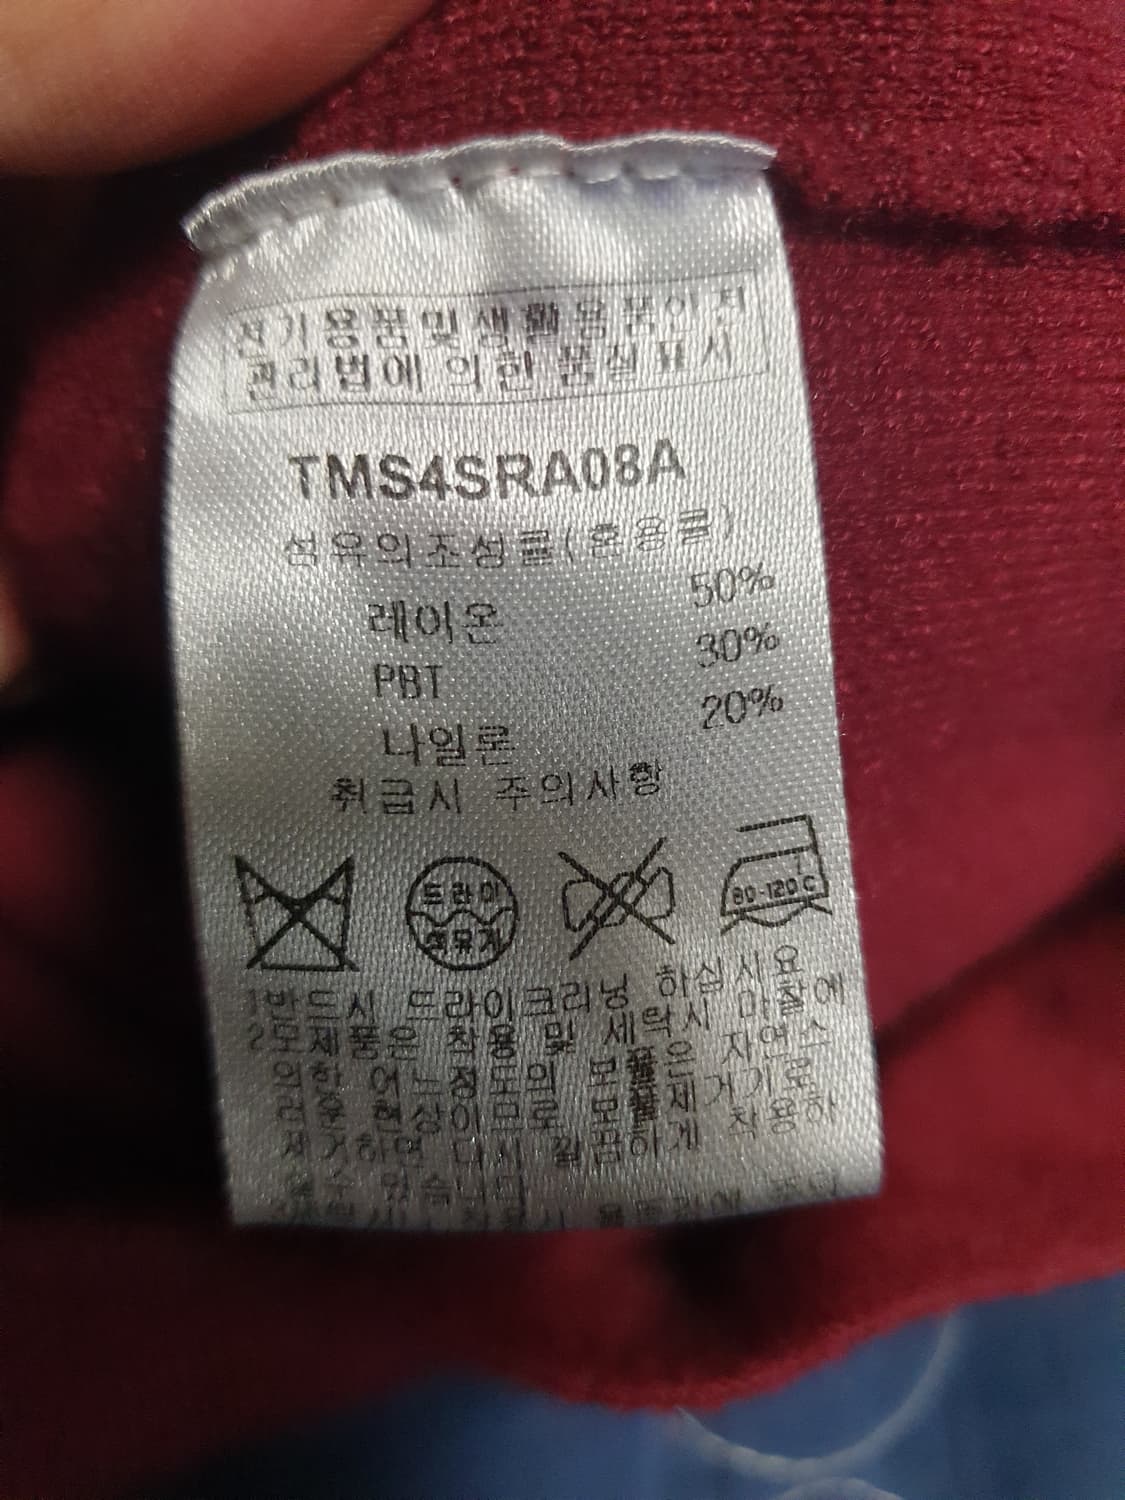 전기용품및생활용품안전
관리법에 의한 품질표시
TMS4SRA08A
섬유의조성률(혼용률)
레이온 50%
PBT 30%
나일론 20%
취급시 주의사항
드라이
석유계
80-120˚C
1반드시 드라이크리닝 하십시요
2모제품은 착용 및 세탁시 마찰에
의한 어느정도의 모필은 자연스
러운 현상이므로 모필제거기로
제거하면 다시 깔끔하게 착용하
실수 있습니다